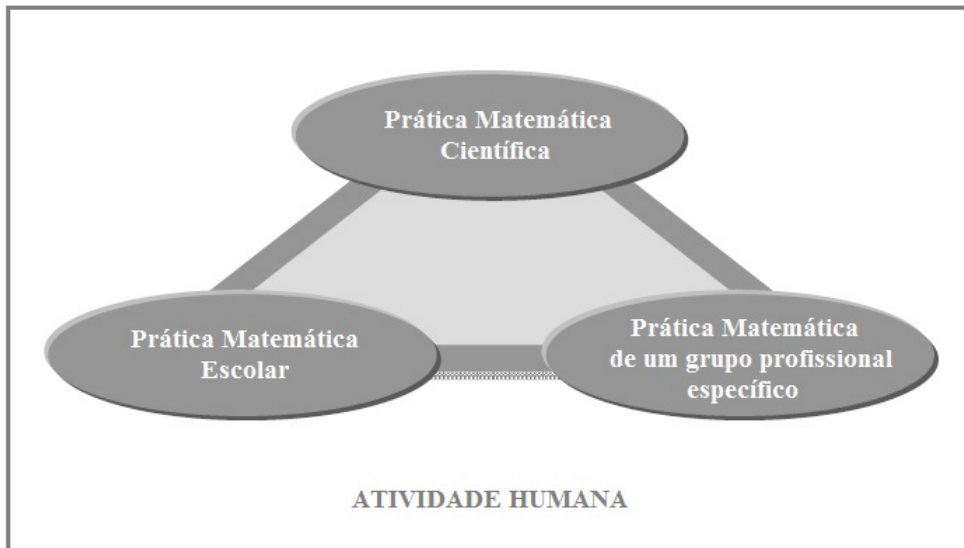 Prática Matemática
Científica
Prática Matemática
Escolar
Prática Matemática
de um grupo profissional
específico
ATIVIDADE HUMANA